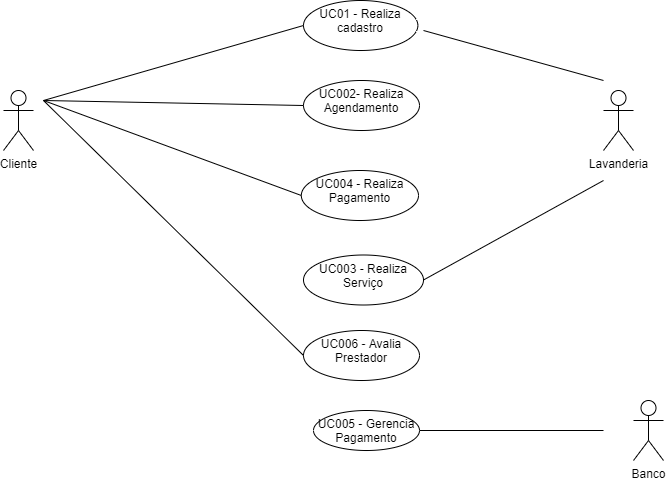 UC01 - Realiza
cadastro
UC002- Realiza
Agendamento
Cliente
Lavanderia
UC004 - Realiza
Pagamento
UC003 - Realiza
Serviço
UC006 - Avalia
Prestador
UC005 - Gerencia
Pagamento
Banco